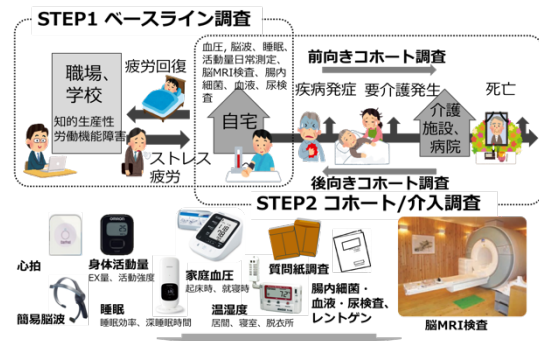 STEP1 ベースライン調査
職場、
学校
知的生産性
労働機能障害
疲労回復
ストレス
疲労
血圧, 脳波、睡眠、
活動量日常測定、
脳MRI検査、腸内
細菌、血液、尿検
査
自宅
前向きコホート調査
疾病発症
要介護発生
介護
施設、
病院
死亡
後向きコホート調査
STEP2 コホート/介入調査
心拍
身体活動量
EX量、活動強度
家庭血圧
起床時、就寝時
質問紙調査
簡易脳波
睡眠
睡眠効率、深睡眠時間
温湿度
居間、寝室、脱衣所
腸内細菌・
血液・尿検査、
レントゲン
脳MRI検査